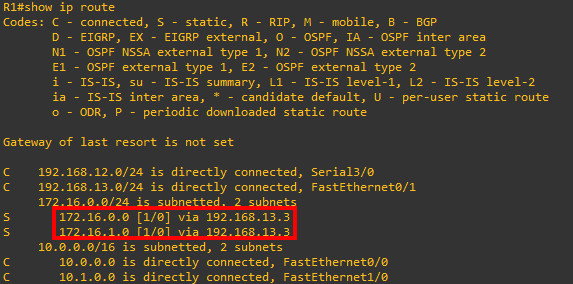 R1#show ip route
Codes: C - connected, S - static, R - RIP, M - mobile, B - BGP
D - EIGRP, EX - EIGRP external, O - OSPF, IA - OSPF inter area
N1 - OSPF NSSA external type 1, N2 - OSPF NSSA external type 2
E1 - OSPF external type 1, E2 - OSPF external type 2
i - IS-IS, su - IS-IS summary, L1 - IS-IS level-1, L2 - IS-IS level-2
ia - IS-IS inter area, * - candidate default, U - per-user static route
o - ODR, P - periodic downloaded static route
Gateway of last resort is not set
C 192.168.12.0/24 is directly connected, Serial3/0
C 192.168.13.0/24 is directly connected, FastEthernet0/1
172.16.0.0/24 is subnetted, 2 subnets
S 172.16.0.0 [1/0] via 192.168.13.3
S 172.16.1.0 [1/0] via 192.168.13.3
10.0.0.0/16 is subnetted, 2 subnets
C 10.0.0.0 is directly connected, FastEthernet0/0
C 10.1.0.0 is directly connected, FastEthernet1/0